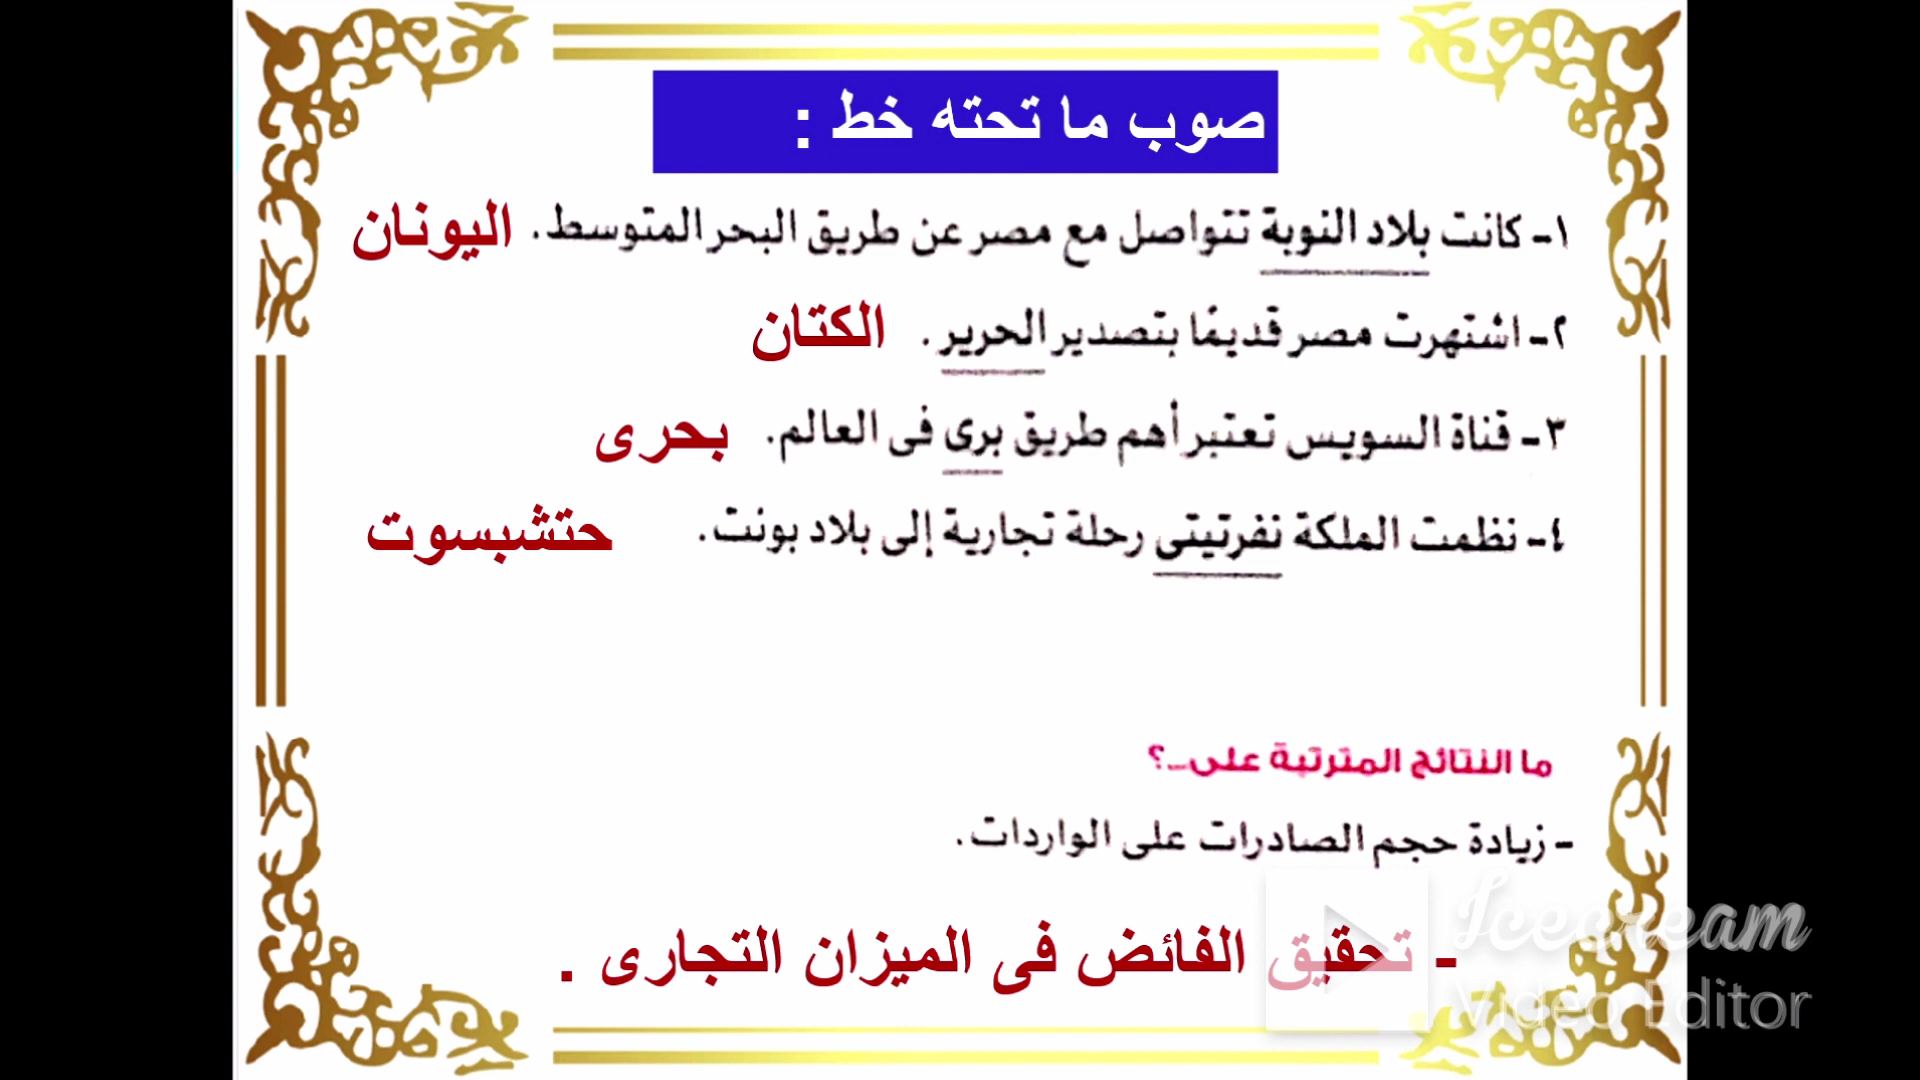 صوب ما تحته خط :
١- كانت بلاد النوبة تتواصل مع مصر عن طريق البحر المتوسط. اليونان
٢- اشتهرت مصر قديمًا بتصدير الحرير. الكتان
٣- قناة السويس تعتبر أهم طريق برى فى العالم. بحرى
٤- نظمت الملكة نفرتيتى رحلة تجارية إلى بلاد بونت. حتشبسوت
ما النتائج المترتبة على...؟
- زيادة حجم الصادرات على الواردات.
- تحقيق الفائض فى الميزان التجارى .
Icecream
Video Editor